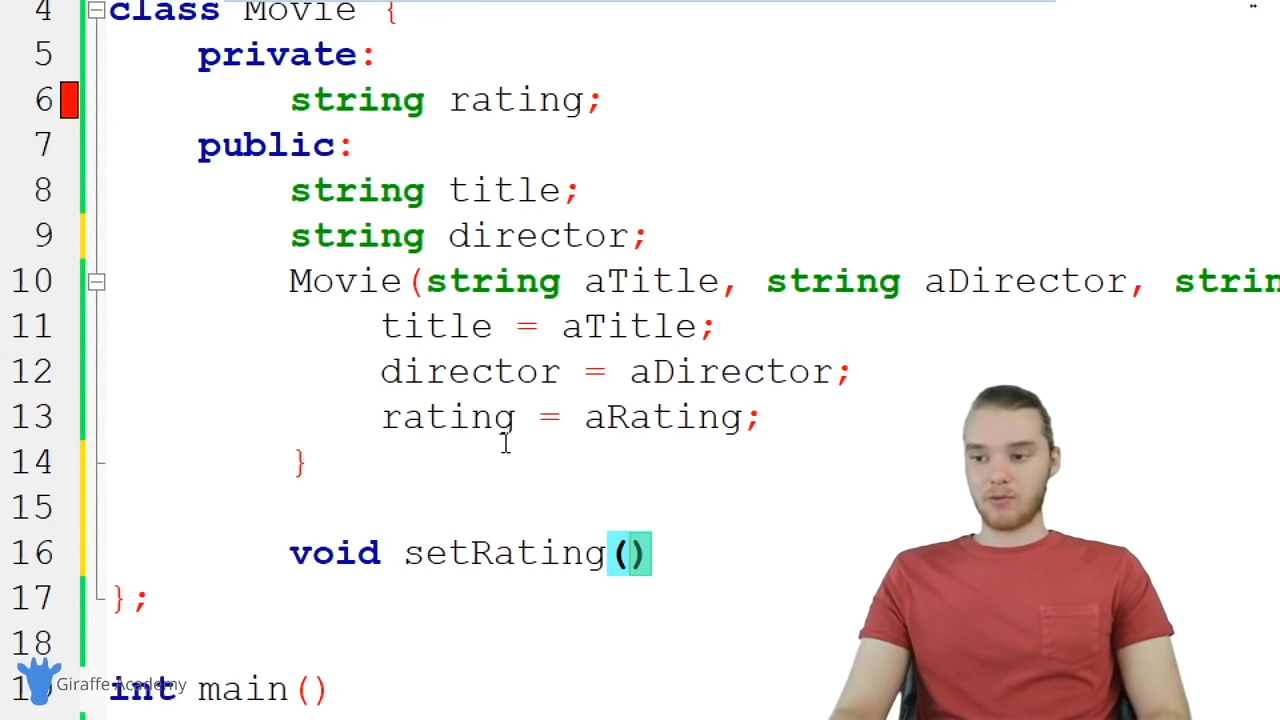 4 class Movie {
5 private:
6 string rating;
7 public:
8 string title;
9 string director;
10 Movie(string aTitle, string aDirector, strin
11 title = aTitle;
12 director = aDirector;
13 rating = aRating;
14 }
15
16 void setRating()
17 };
18
int main()
Giraffe Academy